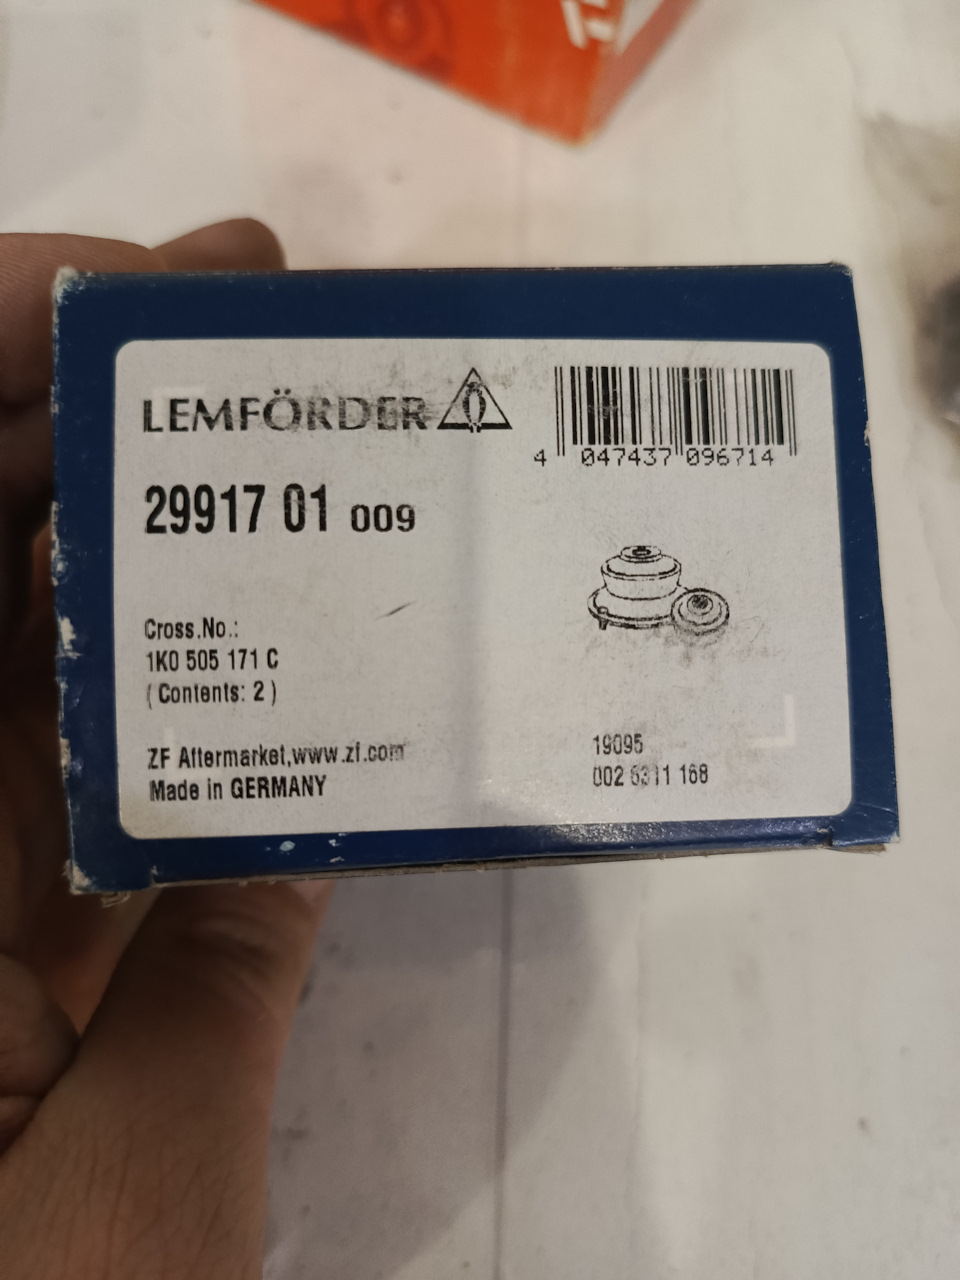 LEMFÖRDER
4 047437 096714
29917 01 009
Cross.No.:
1K0 505 171 C
( Contents: 2 )
ZF Aftermarket,www.zf.com
Made in GERMANY
19095
002 6311 168